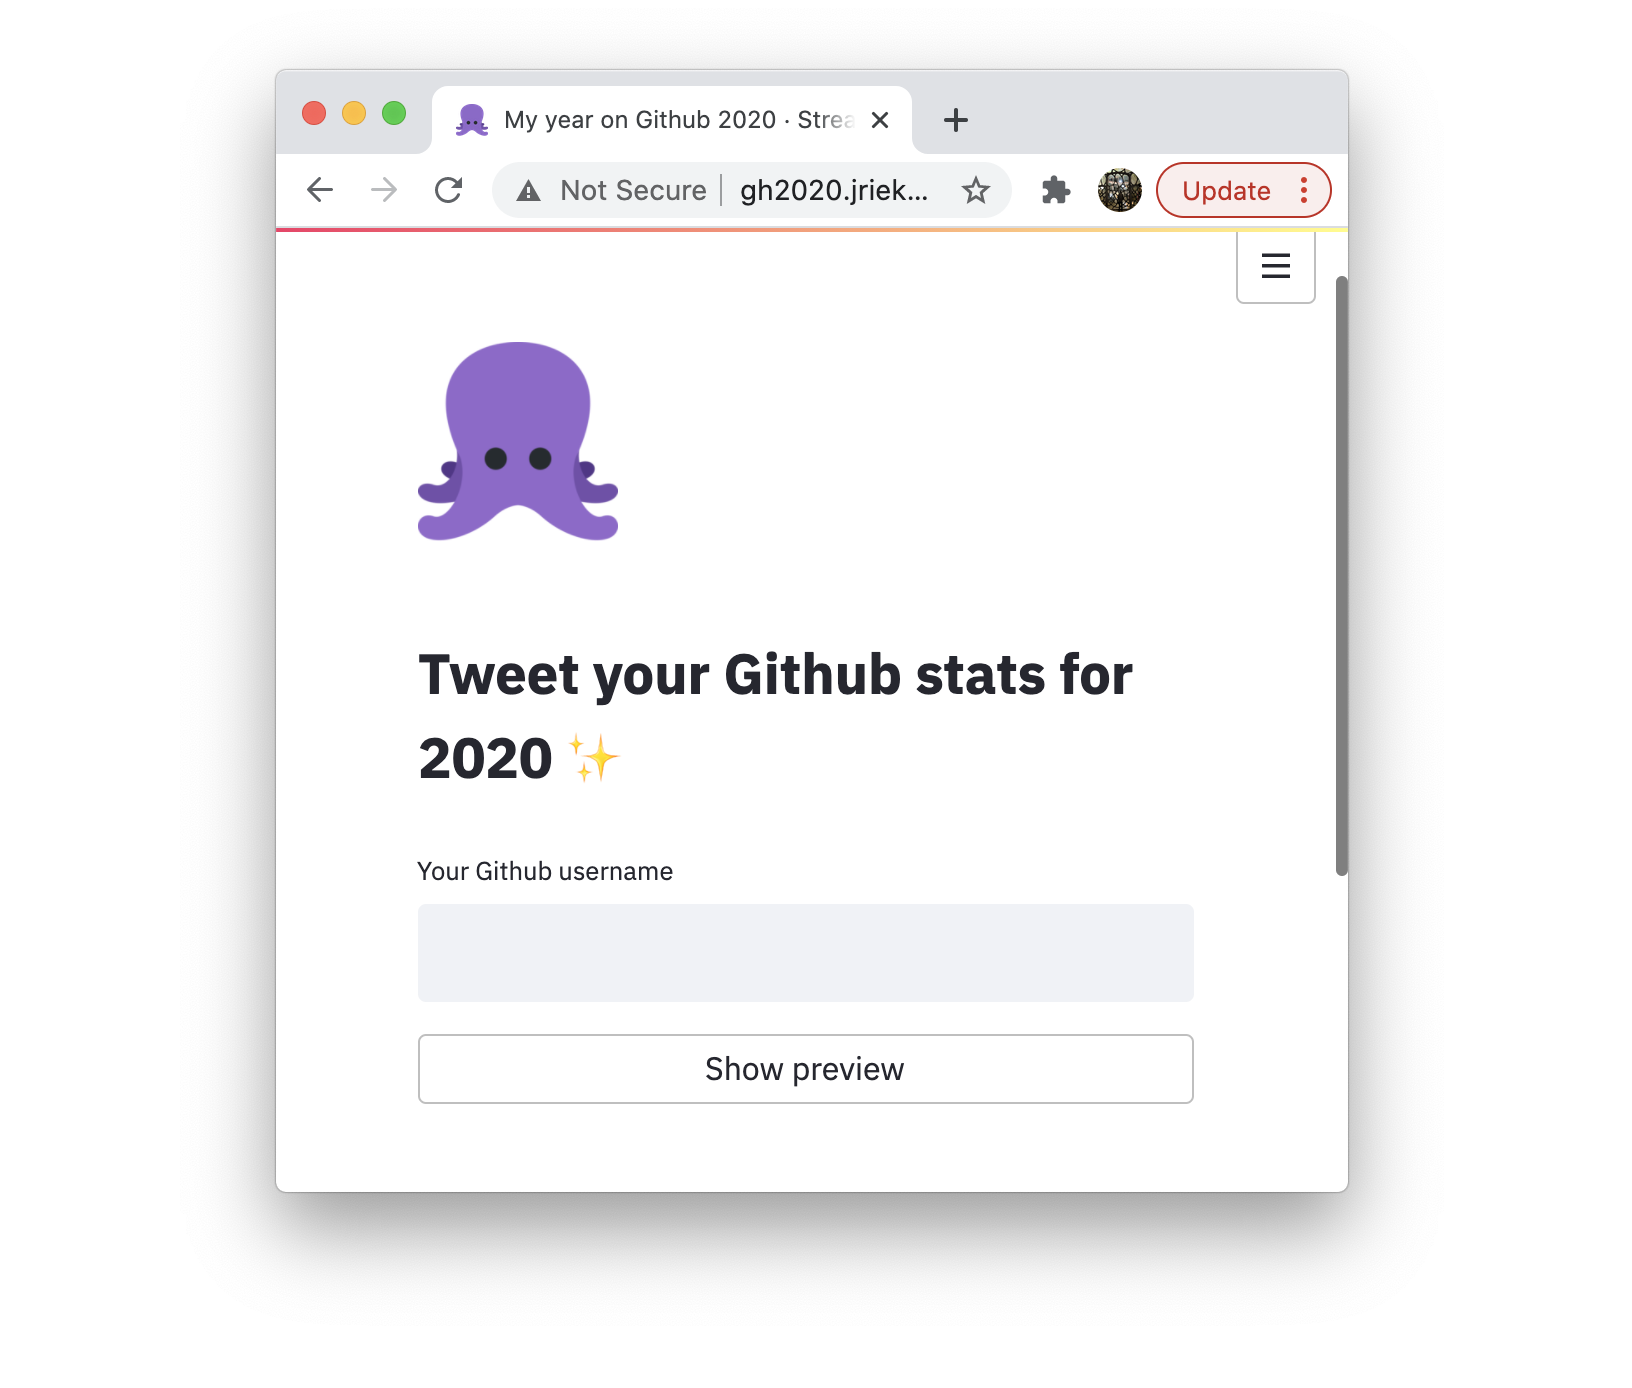 My year on Github 2020 · Strea
Not Secure
gh2020.jriek...
Update
Tweet your Github stats for
2020 ✨
Your Github username
Show preview